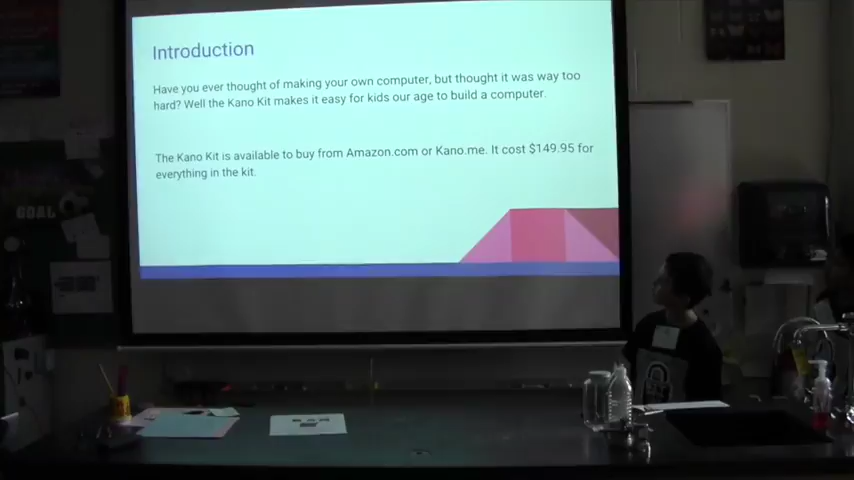 Introduction
Have you ever thought of making your own computer, but thought it was way too
hard? Well the Kano Kit makes it easy for kids our age to build a computer.
The Kano Kit is available to buy from Amazon.com or Kano.me. It cost $149.95 for
everything in the kit.
GOAL